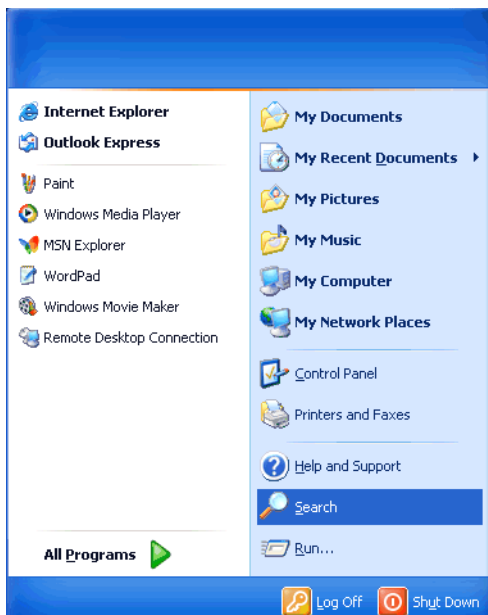 Internet Explorer
Outlook Express
Paint
Windows Media Player
MSN Explorer
WordPad
Windows Movie Maker
Remote Desktop Connection
All Programs
My Documents
My Recent Documents
My Pictures
My Music
My Computer
My Network Places
Control Panel
Printers and Faxes
Help and Support
Search
Run...
Log Off
Shut Down